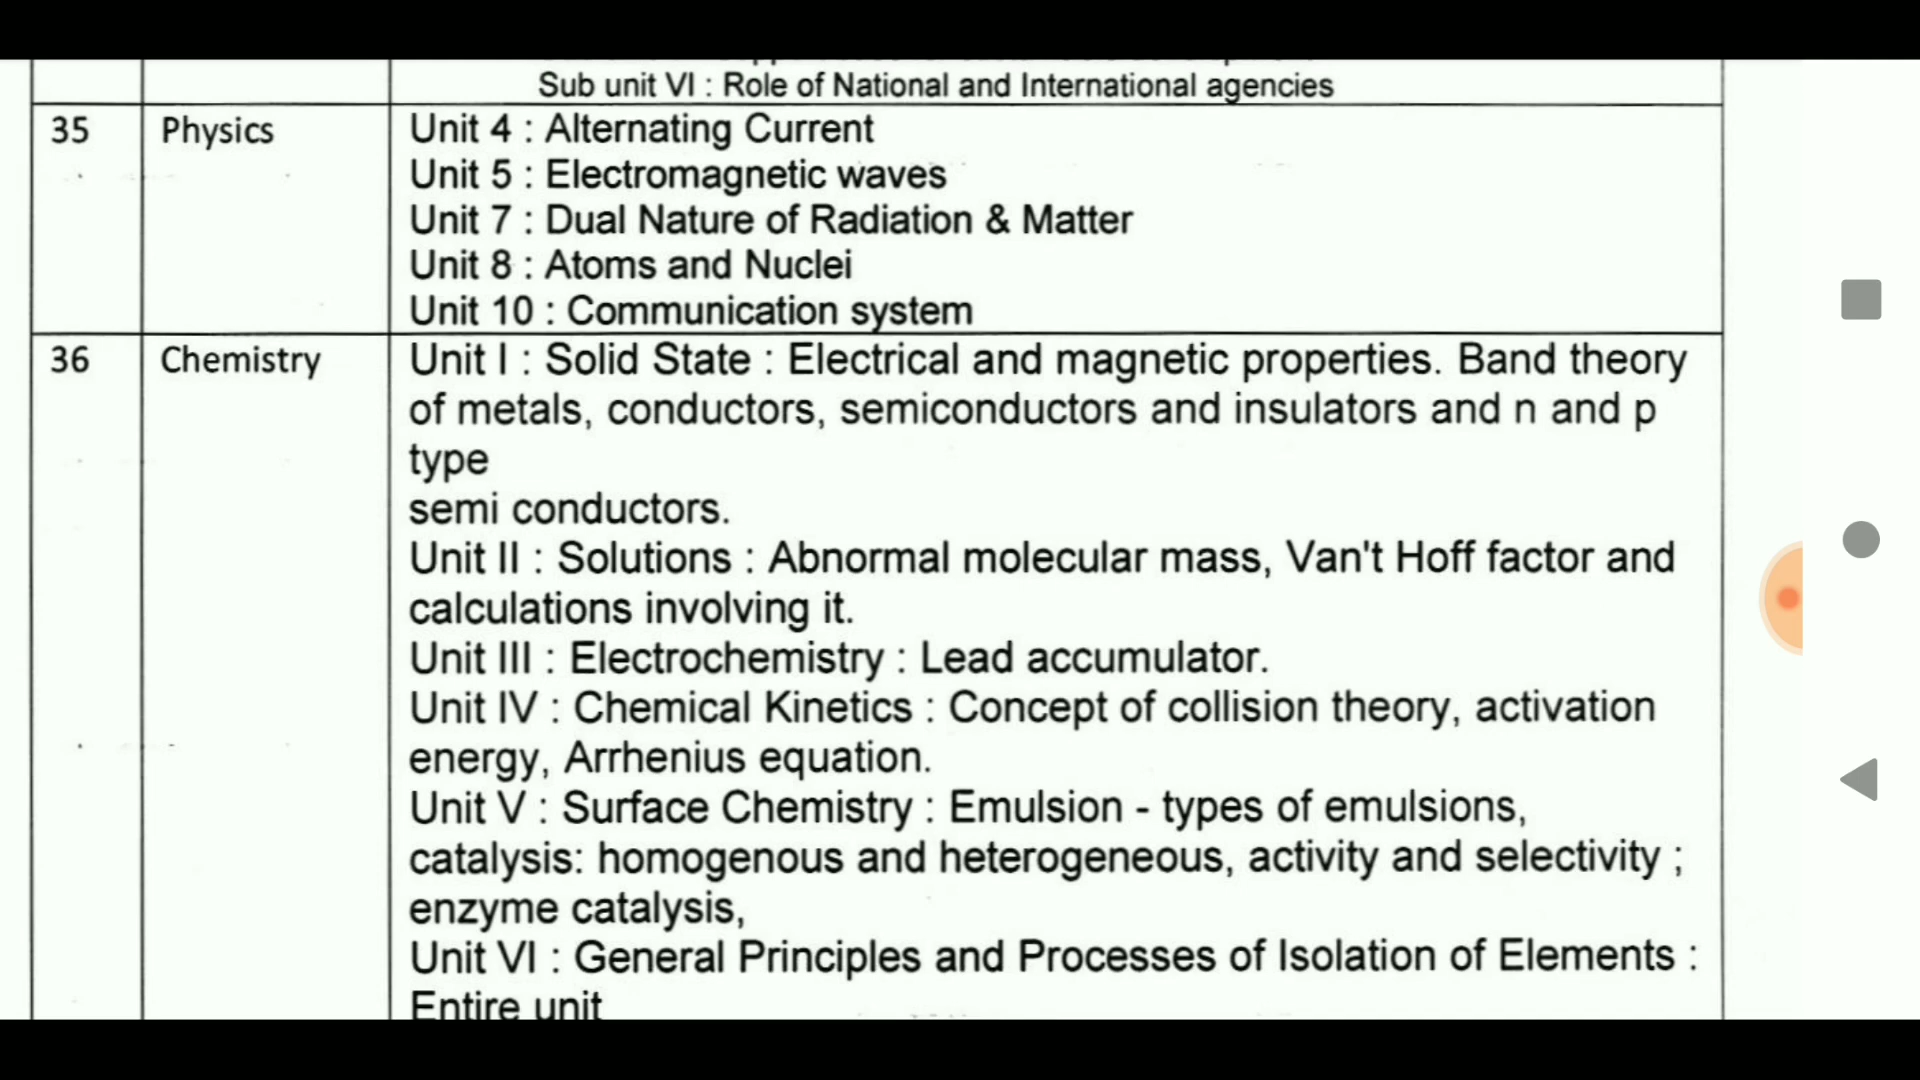 Sub unit VI : Role of National and International agencies
35 Physics Unit 4 : Alternating Current
Unit 5 : Electromagnetic waves
Unit 7 : Dual Nature of Radiation & Matter
Unit 8 : Atoms and Nuclei
Unit 10 : Communication system
36 Chemistry Unit I : Solid State : Electrical and magnetic properties. Band theory
of metals, conductors, semiconductors and insulators and n and p
type
semi conductors.
Unit II : Solutions : Abnormal molecular mass, Van't Hoff factor and
calculations involving it.
Unit III : Electrochemistry : Lead accumulator.
Unit IV : Chemical Kinetics : Concept of collision theory, activation
energy, Arrhenius equation.
Unit V : Surface Chemistry : Emulsion - types of emulsions,
catalysis: homogenous and heterogeneous, activity and selectivity ;
enzyme catalysis,
Unit VI : General Principles and Processes of Isolation of Elements :
Entire unit